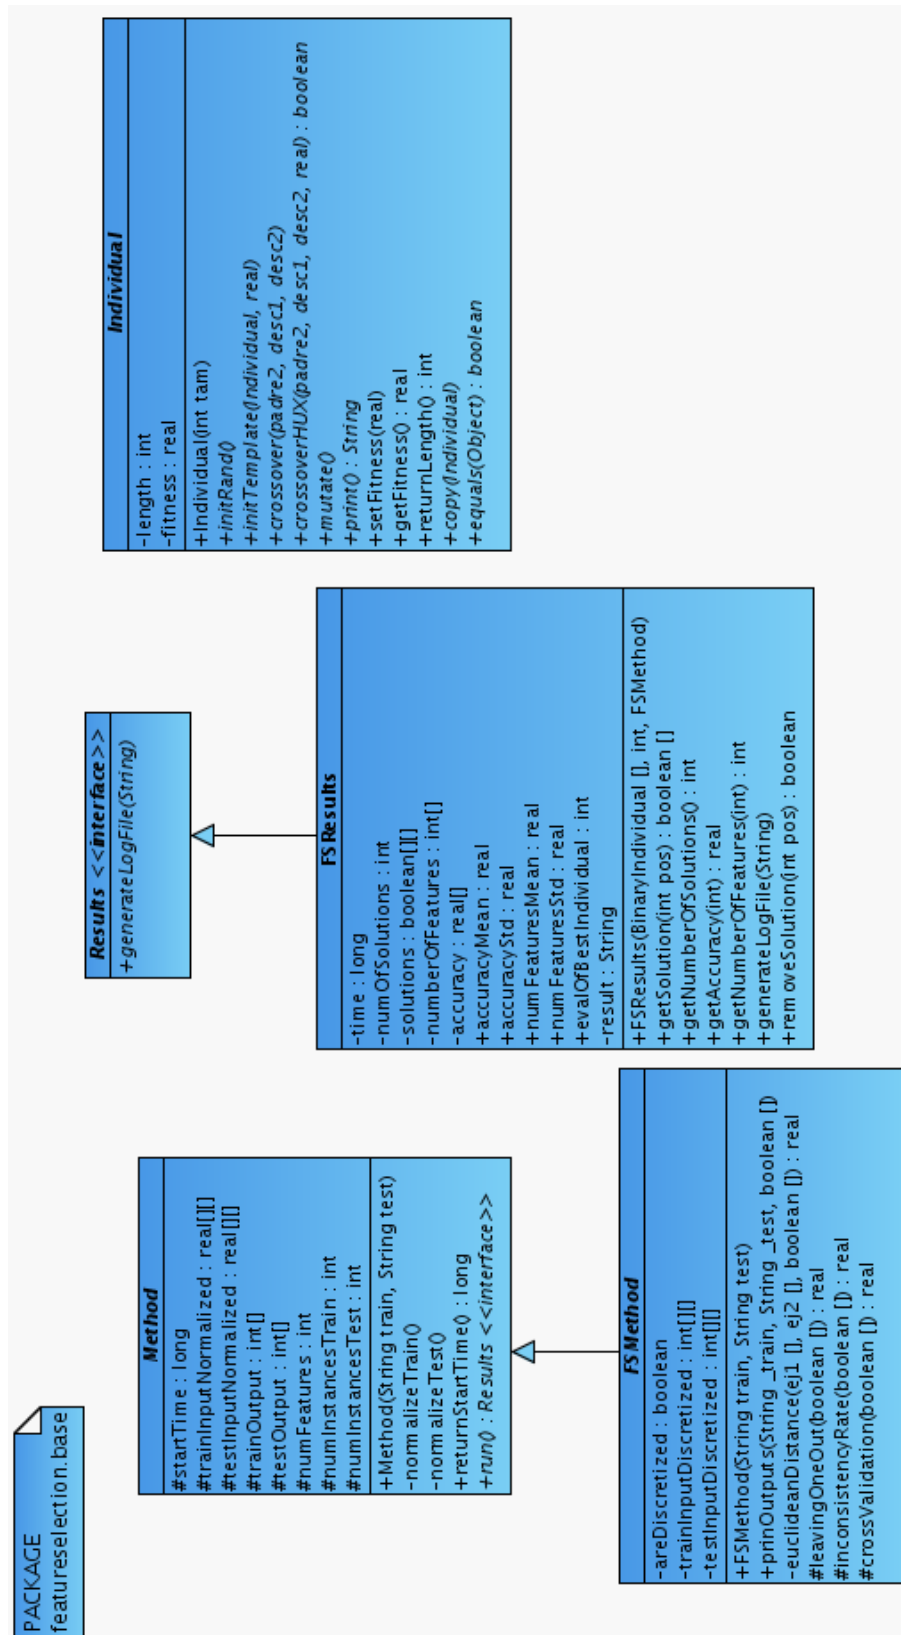 PACKAGE
featureselection.base
Method
#startTime : long
#trainInputNormalized : real[][]
#testInputNormalized : real[][]
#trainOutput : int[]
#testOutput : int[]
#numFeatures : int
#numInstancesTrain : int
#numInstancesTest : int
+Method(String train, String test)
-normalizeTrain()
-normalizeTest()
+returnStartTime() : long
+run() : Results <<interface>>
FSMethod
-areDiscretized : boolean
-trainInputDiscretized : int[][]
-testInputDiscretized : int[][]
+FSMethod(String train, String test)
+prinOutputs(String _train, String _test, boolean [])
-euclideanDistance(ej1 [], ej2 [], boolean []) : real
#leavingOneOut(boolean []) : real
#inconsistencyRate(boolean []) : real
#crossValidation(boolean []) : real
Results <<interface>>
+generateLogFile(String)
FSResults
-time : long
-numOfSolutions : int
-solutions : boolean[][]
-numberOfFeatures : int[]
-accuracy : real[]
+accuracyMean : real
+accuracyStd : real
+numFeaturesMean : real
+numFeaturesStd : real
+evalOfBestIndividual : int
-result : String
+FSResults(BinaryIndividual [], int, FSMethod)
+getSolution(int pos) : boolean []
+getNumberOfSolutions() : int
+getAccuracy(int) : real
+getNumberOfFeatures(int) : int
+generateLogFile(String)
+removeSolution(int pos) : boolean
Individual
-length : int
-fitness : real
+Individual(int tam)
+initRand()
+initTemplate(Individual, real)
+crossover(padre2, desc1, desc2)
+crossoverHUX(padre2, desc1, desc2, real) : boolean
+mutate()
+print() : String
+setFitness(real)
+getFitness() : real
+returnLength() : int
+copy(Individual)
+equals(Object) : boolean